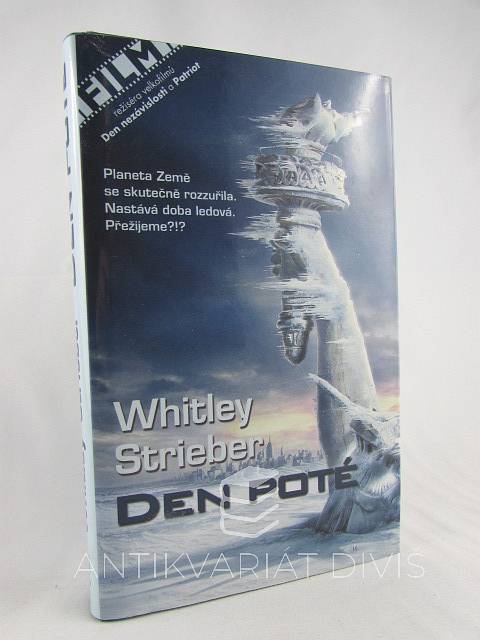 FILM
režiséra velkofilmů
Den nezávislosti a Patriot
Planeta Země
se skutečně rozzuřila.
Nastává doba ledová.
Přežijeme?!?
Whitley
Strieber
DEN POTÉ
ANTIKVARIÁT DIVIŠ